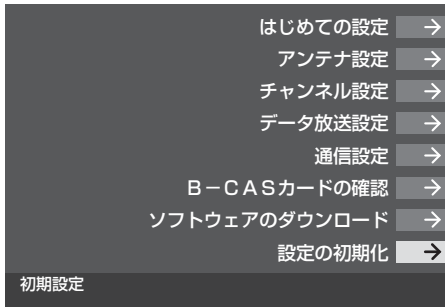 はじめての設定
アンテナ設定
チャンネル設定
データ放送設定
通信設定
Ｂ－ＣＡＳカードの確認
ソフトウェアのダウンロード
設定の初期化
初期設定